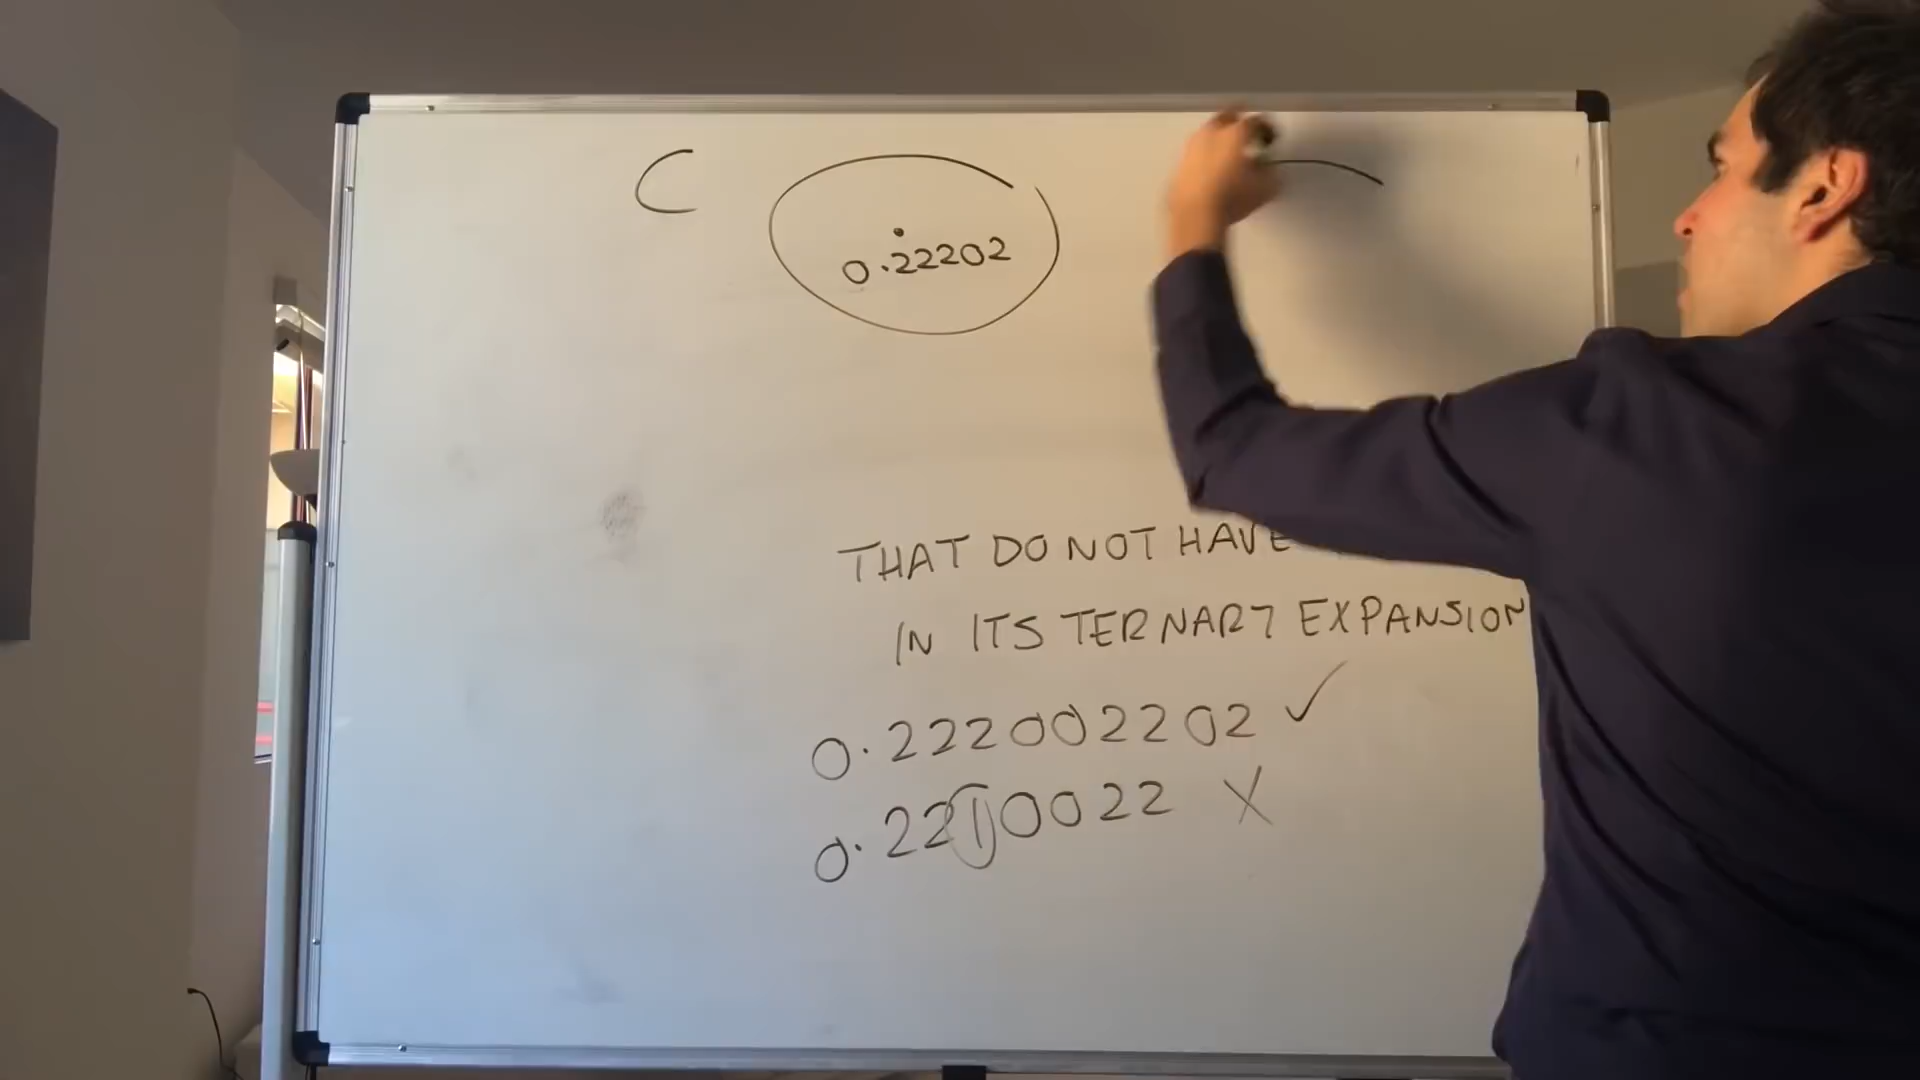 C
0.22202
THAT DO NOT HAVE
IN ITS TERNARY EXPANSION
0.222002202 ✓
0.2210022 X